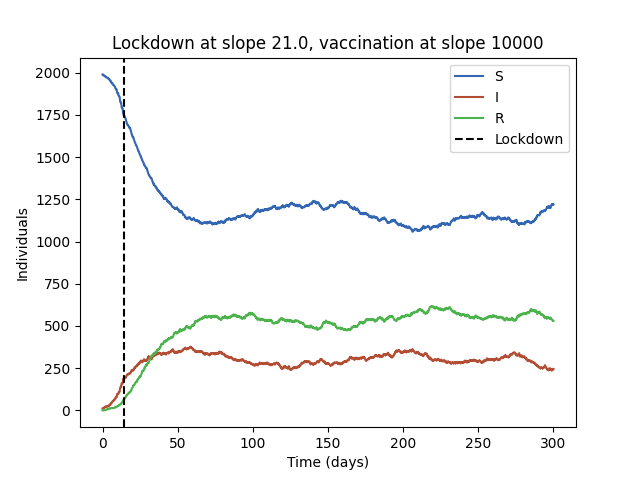 Lockdown at slope 21.0, vaccination at slope 10000
S
I
R
Lockdown
2000
1750
1500
1250
1000
750
500
250
0
Individuals
0 50 100 150 200 250 300
Time (days)